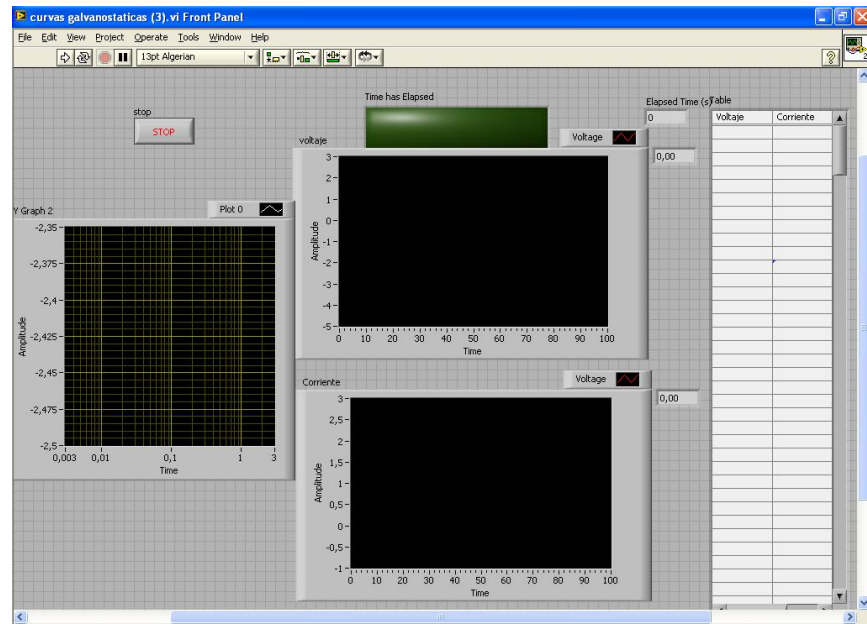 curvas galvanostaticas (3).vi Front Panel
File Edit View Project Operate Tools Window Help
13pt Algerian
?
2
stop
STOP
Time has Elapsed
Elapsed Time (s)
0
Table
Voltaje Corriente
voltaje
Voltage
0,00
3
2
1
0
-1
-2
-3
-4
-5
Amplitude
0 10 20 30 40 50 60 70 80 90 100
Time
Y Graph 2
Plot 0
-2,35
-2,375
-2,4
-2,425
-2,45
-2,475
-2,5
Amplitude
0,003 0,01 0,1 1 3
Time
Corriente
Voltage
0,00
3
2,5
2
1,5
1
0,5
0
-0,5
-1
Amplitude
0 10 20 30 40 50 60 70 80 90 100
Time